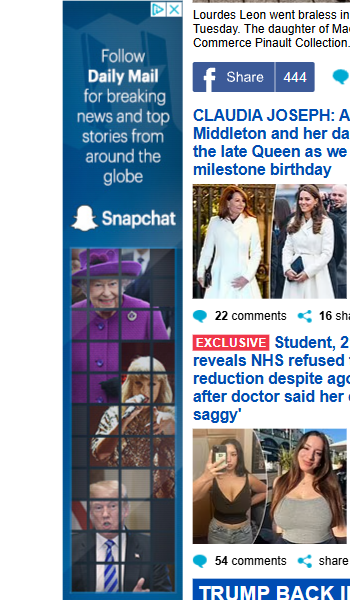 Follow
Daily Mail
for breaking
news and top
stories from
around the
globe
Snapchat
Lourdes Leon went braless in
Tuesday. The daughter of Ma
Commerce Pinault Collection.
f Share 444
CLAUDIA JOSEPH: A
Middleton and her da
the late Queen as we
milestone birthday
22 comments 16 sha
EXCLUSIVE Student, 2
reveals NHS refused
reduction despite ago
after doctor said her
saggy'
54 comments share
TRUMP BACK I